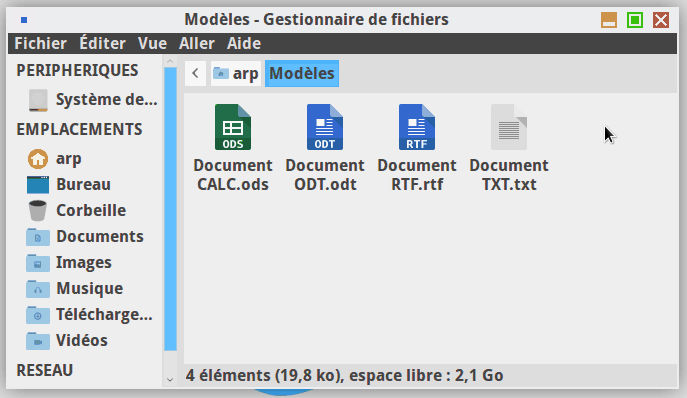 Modèles - Gestionnaire de fichiers
Fichier Éditer Vue Aller Aide
PERIPHERIQUES
Système de...
EMPLACEMENTS
arp
Bureau
Corbeille
Documents
Images
Musique
Télécharge...
Vidéos
RESEAU
arp Modèles
ODS ODT RTF
Document CALC.ods
Document ODT.odt
Document RTF.rtf
Document TXT.txt
4 éléments (19,8 ko), espace libre : 2,1 Go